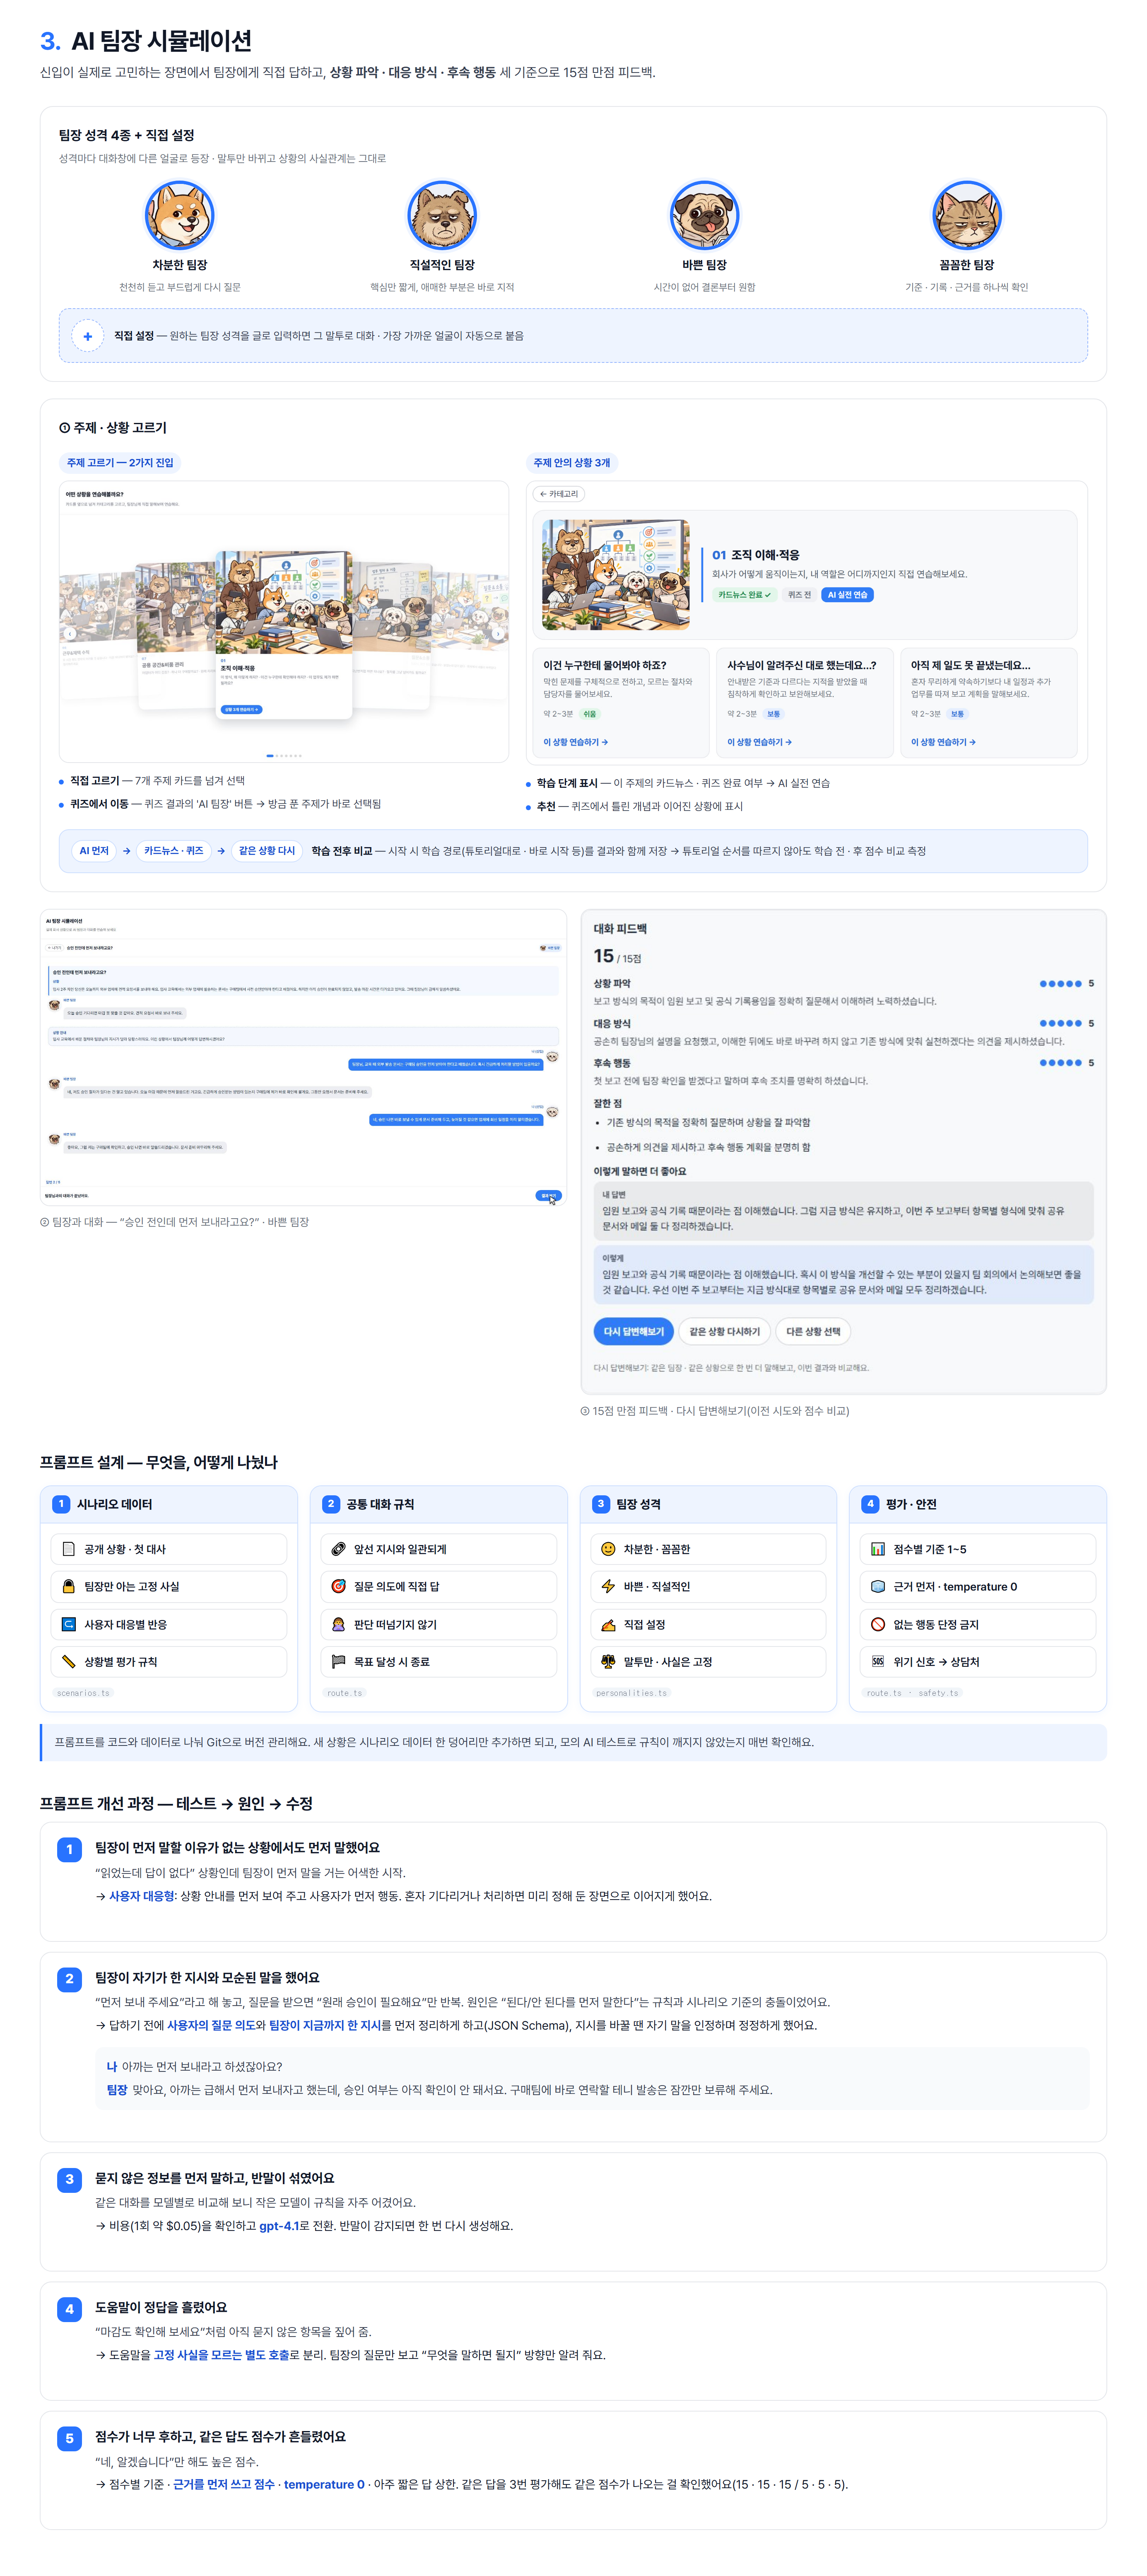 3. AI 팀장 시뮬레이션
신입이 실제로 고민하는 장면에서 팀장에게 직접 답하고, 상황 파악 · 대응 방식 · 후속 행동 세 기준으로 15점 만점 피드백.
팀장 성격 4종 + 직접 설정
성격마다 대화창에 다른 얼굴로 등장 · 말투만 바뀌고 상황의 사실관계는 그대로
차분한 팀장
천천히 듣고 부드럽게 다시 질문
직설적인 팀장
핵심만 짧게, 애매한 부분은 바로 지적
바쁜 팀장
시간이 없어 결론부터 원함
꼼꼼한 팀장
기준 · 기록 · 근거를 하나씩 확인
+ 직접 설정 — 원하는 팀장 성격을 글로 입력하면 그 말투로 대화 · 가장 가까운 얼굴이 자동으로 붙음
① 주제 · 상황 고르기
주제 고르기 — 2가지 진입
어떤 상황을 연습해볼까요?
공용 공간&비품 관리
조직 이해·적응
상황 3개 연습하기 →
직접 고르기 — 7개 주제 카드를 넘겨 선택
퀴즈에서 이동 — 퀴즈 결과의 'AI 팀장' 버튼 → 방금 푼 주제가 바로 선택됨
주제 안의 상황 3개
← 카테고리
01 조직 이해·적응
회사가 어떻게 움직이는지, 내 역할은 어디까지인지 직접 연습해보세요.
카드뉴스 완료 ✓ 퀴즈 전 AI 실전 연습
이건 누구한테 물어봐야 하죠?
막힌 문제를 구체적으로 전하고, 모르는 절차와
담당자를 물어보세요.
약 2~3분 쉬움
이 상황 연습하기 →
사수님이 알려주신 대로 했는데요...?
안내받은 기준과 다르다는 지적을 받았을 때
침착하게 확인하고 보완해보세요.
약 2~3분 보통
이 상황 연습하기 →
아직 제 일도 못 끝냈는데요...
혼자 무리하게 약속하기보다 내 일정과 추가
업무를 따져 보고 계획을 말해보세요.
약 2~3분 보통
이 상황 연습하기 →
학습 단계 표시 — 이 주제의 카드뉴스 · 퀴즈 완료 여부 → AI 실전 연습
추천 — 퀴즈에서 틀린 개념과 이어진 상황에 표시
AI 먼저 → 카드뉴스 · 퀴즈 → 같은 상황 다시 학습 전후 비교 — 시작 시 학습 경로(튜토리얼대로 · 바로 시작 등)를 결과와 함께 저장 → 튜토리얼 순서를 따르지 않아도 학습 전 · 후 점수 비교 측정
AI 팀장 시뮬레이션
승인 전인데 먼저 보내라고요?
승인 전인데 먼저 보내라고요?
팀장님과의 대화가 끝났어요.
② 팀장과 대화 — “승인 전인데 먼저 보내라고요?” · 바쁜 팀장
대화 피드백
15 / 15점
상황 파악 5
보고 방식의 목적이 임원 보고 및 공식 기록용임을 정확히 질문해서 이해하려 노력하셨습니다.
대응 방식 5
공손히 팀장님의 설명을 요청했고, 이해한 뒤에도 바로 바꾸려 하지 않고 기존 방식에 맞춰 실천하겠다는 의견을 제시하셨습니다.
후속 행동 5
첫 보고 전에 팀장 확인을 받겠다고 말하며 후속 조치를 명확히 하셨습니다.
잘한 점
• 기존 방식의 목적을 정확히 질문하며 상황을 잘 파악함
• 공손하게 의견을 제시하고 후속 행동 계획을 분명히 함
이렇게 말하면 더 좋아요
내 답변
임원 보고와 공식 기록 때문이라는 점 이해했습니다. 그럼 지금 방식은 유지하고, 이번 주 보고부터 항목별 형식에 맞춰 공유
문서와 메일 둘 다 정리하겠습니다.
이렇게
임원 보고와 공식 기록 때문이라는 점 이해했습니다. 혹시 이 방식을 개선할 수 있는 부분이 있을지 팀 회의에서 논의해보면 좋을
것 같습니다. 우선 이번 주 보고부터는 지금 방식대로 항목별로 공유 문서와 메일 모두 정리하겠습니다.
다시 답변해보기 같은 상황 다시하기 다른 상황 선택
다시 답변해보기: 같은 팀장 · 같은 상황으로 한 번 더 말해보고, 이번 결과와 비교해요.
③ 15점 만점 피드백 · 다시 답변해보기(이전 시도와 점수 비교)
프롬프트 설계 — 무엇을, 어떻게 나눴나
1 시나리오 데이터
공개 상황 · 첫 대사
팀장만 아는 고정 사실
사용자 대응별 반응
상황별 평가 규칙
scenarios.ts
2 공통 대화 규칙
앞선 지시와 일관되게
질문 의도에 직접 답
판단 떠넘기지 않기
목표 달성 시 종료
route.ts
3 팀장 성격
차분한 · 꼼꼼한
바쁜 · 직설적인
직접 설정
말투만 · 사실은 고정
personalities.ts
4 평가 · 안전
점수별 기준 1~5
근거 먼저 · temperature 0
없는 행동 단정 금지
SOS 위기 신호 → 상담처
route.ts · safety.ts
프롬프트를 코드와 데이터로 나눠 Git으로 버전 관리해요. 새 상황은 시나리오 데이터 한 덩어리만 추가하면 되고, 모의 AI 테스트로 규칙이 깨지지 않았는지 매번 확인해요.
프롬프트 개선 과정 — 테스트 → 원인 → 수정
1 팀장이 먼저 말할 이유가 없는 상황에서도 먼저 말했어요
“읽었는데 답이 없다” 상황인데 팀장이 먼저 말을 거는 어색한 시작.
→ 사용자 대응형: 상황 안내를 먼저 보여 주고 사용자가 먼저 행동. 혼자 기다리거나 처리하면 미리 정해 둔 장면으로 이어지게 했어요.
2 팀장이 자기가 한 지시와 모순된 말을 했어요
“먼저 보내 주세요”라고 해 놓고, 질문을 받으면 “원래 승인이 필요해요”만 반복. 원인은 “된다/안 된다를 먼저 말한다”는 규칙과 시나리오 기준의 충돌이었어요.
→ 답하기 전에 사용자의 질문 의도와 팀장이 지금까지 한 지시를 먼저 정리하게 하고(JSON Schema), 지시를 바꿀 땐 자기 말을 인정하며 정정하게 했어요.
나 아까는 먼저 보내라고 하셨잖아요?
팀장 맞아요, 아까는 급해서 먼저 보내자고 했는데, 승인 여부는 아직 확인이 안 돼서요. 구매팀에 바로 연락할 테니 발송은 잠깐만 보류해 주세요.
3 묻지 않은 정보를 먼저 말하고, 반말이 섞였어요
같은 대화를 모델별로 비교해 보니 작은 모델이 규칙을 자주 어겼어요.
→ 비용(1회 약 $0.05)을 확인하고 gpt-4.1로 전환. 반말이 감지되면 한 번 다시 생성해요.
4 도움말이 정답을 흘렸어요
“마감도 확인해 보세요”처럼 아직 묻지 않은 항목을 짚어 줌.
→ 도움말을 고정 사실을 모르는 별도 호출로 분리. 팀장의 질문만 보고 “무엇을 말하면 될지” 방향만 알려 줘요.
5 점수가 너무 후하고, 같은 답도 점수가 흔들렸어요
“네, 알겠습니다”만 해도 높은 점수.
→ 점수별 기준 · 근거를 먼저 쓰고 점수 · temperature 0 · 아주 짧은 답 상한. 같은 답을 3번 평가해도 같은 점수가 나오는 걸 확인했어요(15 · 15 · 15 / 5 · 5 · 5).